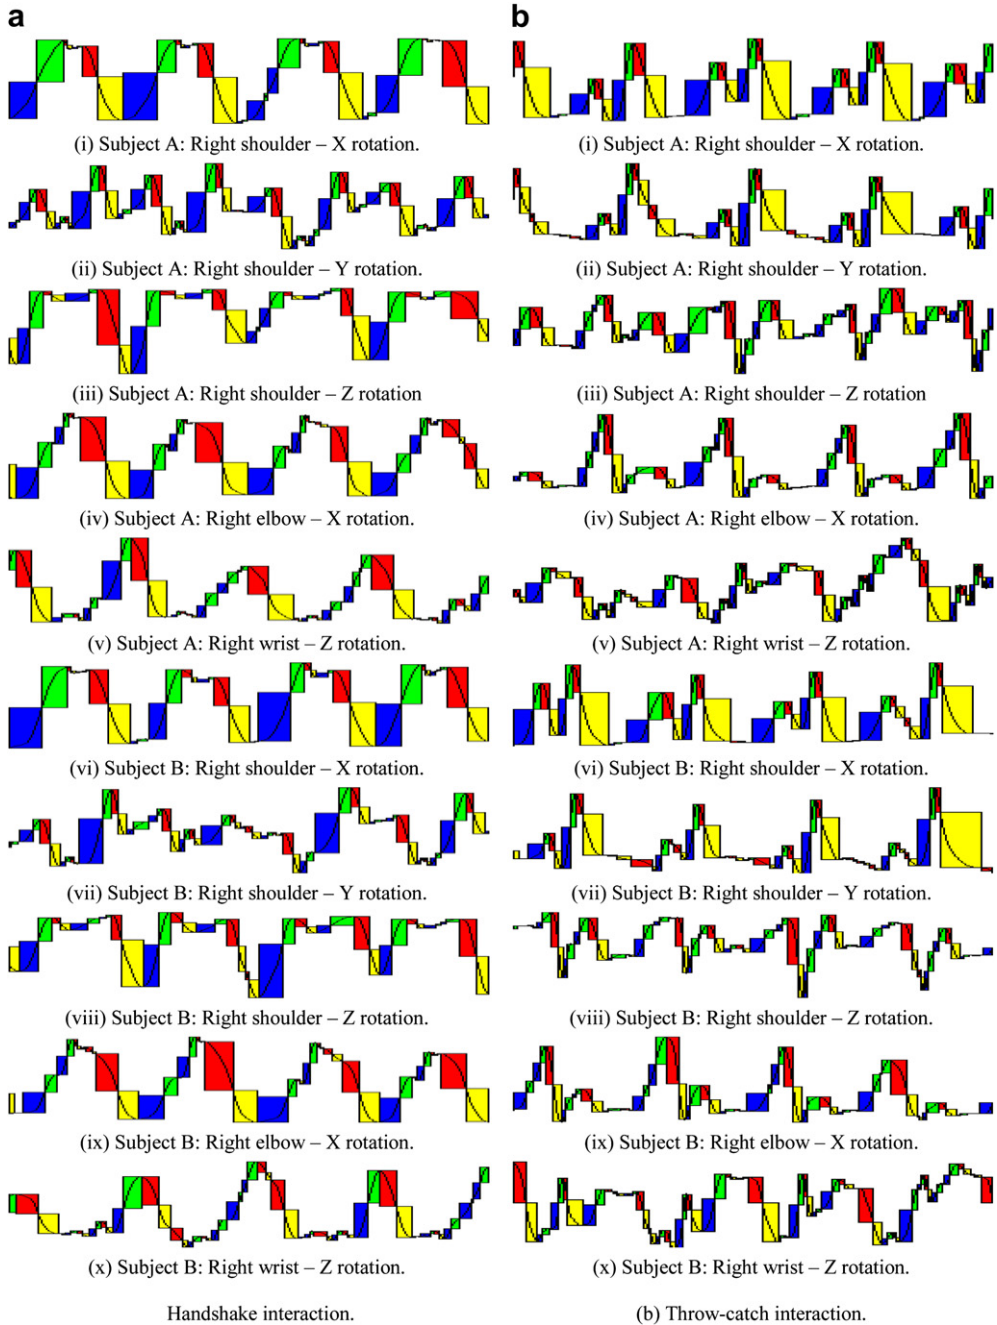 a
(i) Subject A: Right shoulder – X rotation.
(ii) Subject A: Right shoulder – Y rotation.
(iii) Subject A: Right shoulder – Z rotation
(iv) Subject A: Right elbow – X rotation.
(v) Subject A: Right wrist – Z rotation.
(vi) Subject B: Right shoulder – X rotation.
(vii) Subject B: Right shoulder – Y rotation.
(viii) Subject B: Right shoulder – Z rotation.
(ix) Subject B: Right elbow – X rotation.
(x) Subject B: Right wrist – Z rotation.
Handshake interaction.
b
(i) Subject A: Right shoulder – X rotation.
(ii) Subject A: Right shoulder – Y rotation.
(iii) Subject A: Right shoulder – Z rotation
(iv) Subject A: Right elbow – X rotation.
(v) Subject A: Right wrist – Z rotation.
(vi) Subject B: Right shoulder – X rotation.
(vii) Subject B: Right shoulder – Y rotation.
(viii) Subject B: Right shoulder – Z rotation.
(ix) Subject B: Right elbow – X rotation.
(x) Subject B: Right wrist – Z rotation.
(b) Throw-catch interaction.